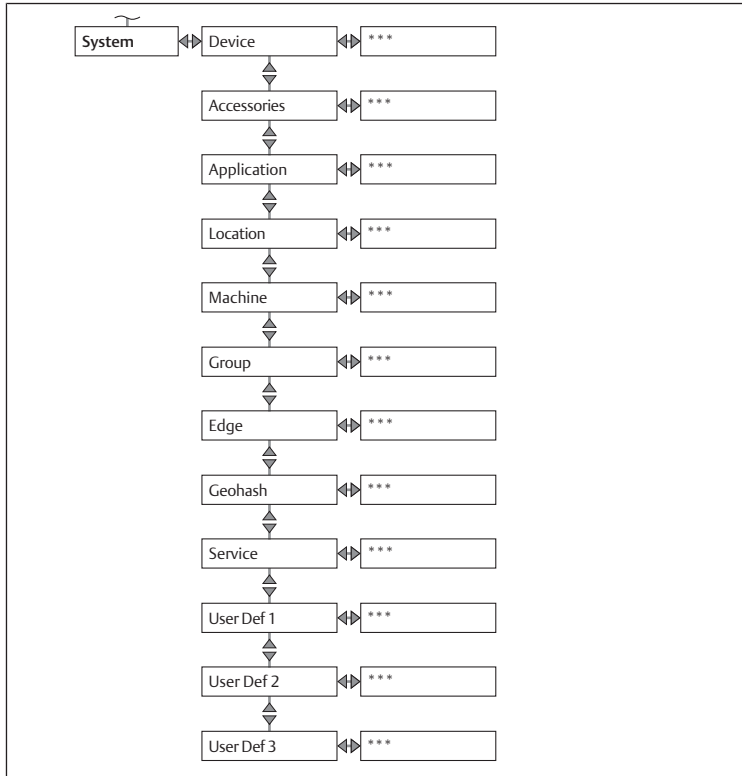 System Device ***
Accessories ***
Application ***
Location ***
Machine ***
Group ***
Edge ***
Geohash ***
Service ***
User Def 1 ***
User Def 2 ***
User Def 3 ***